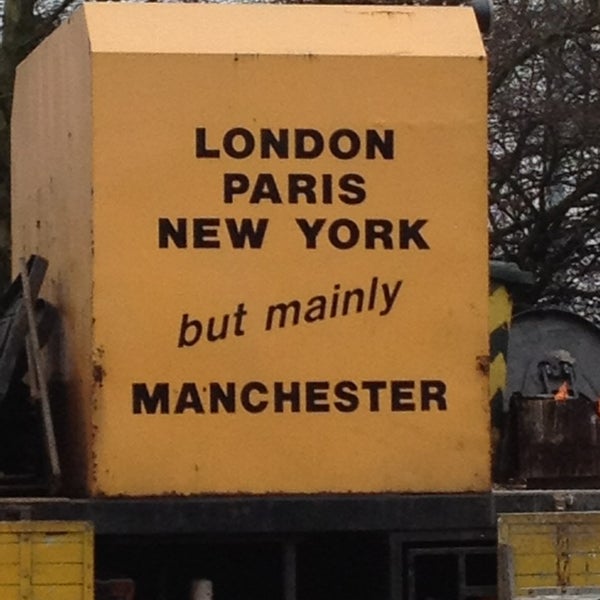 LONDON
PARIS
NEW YORK
but mainly
MANCHESTER